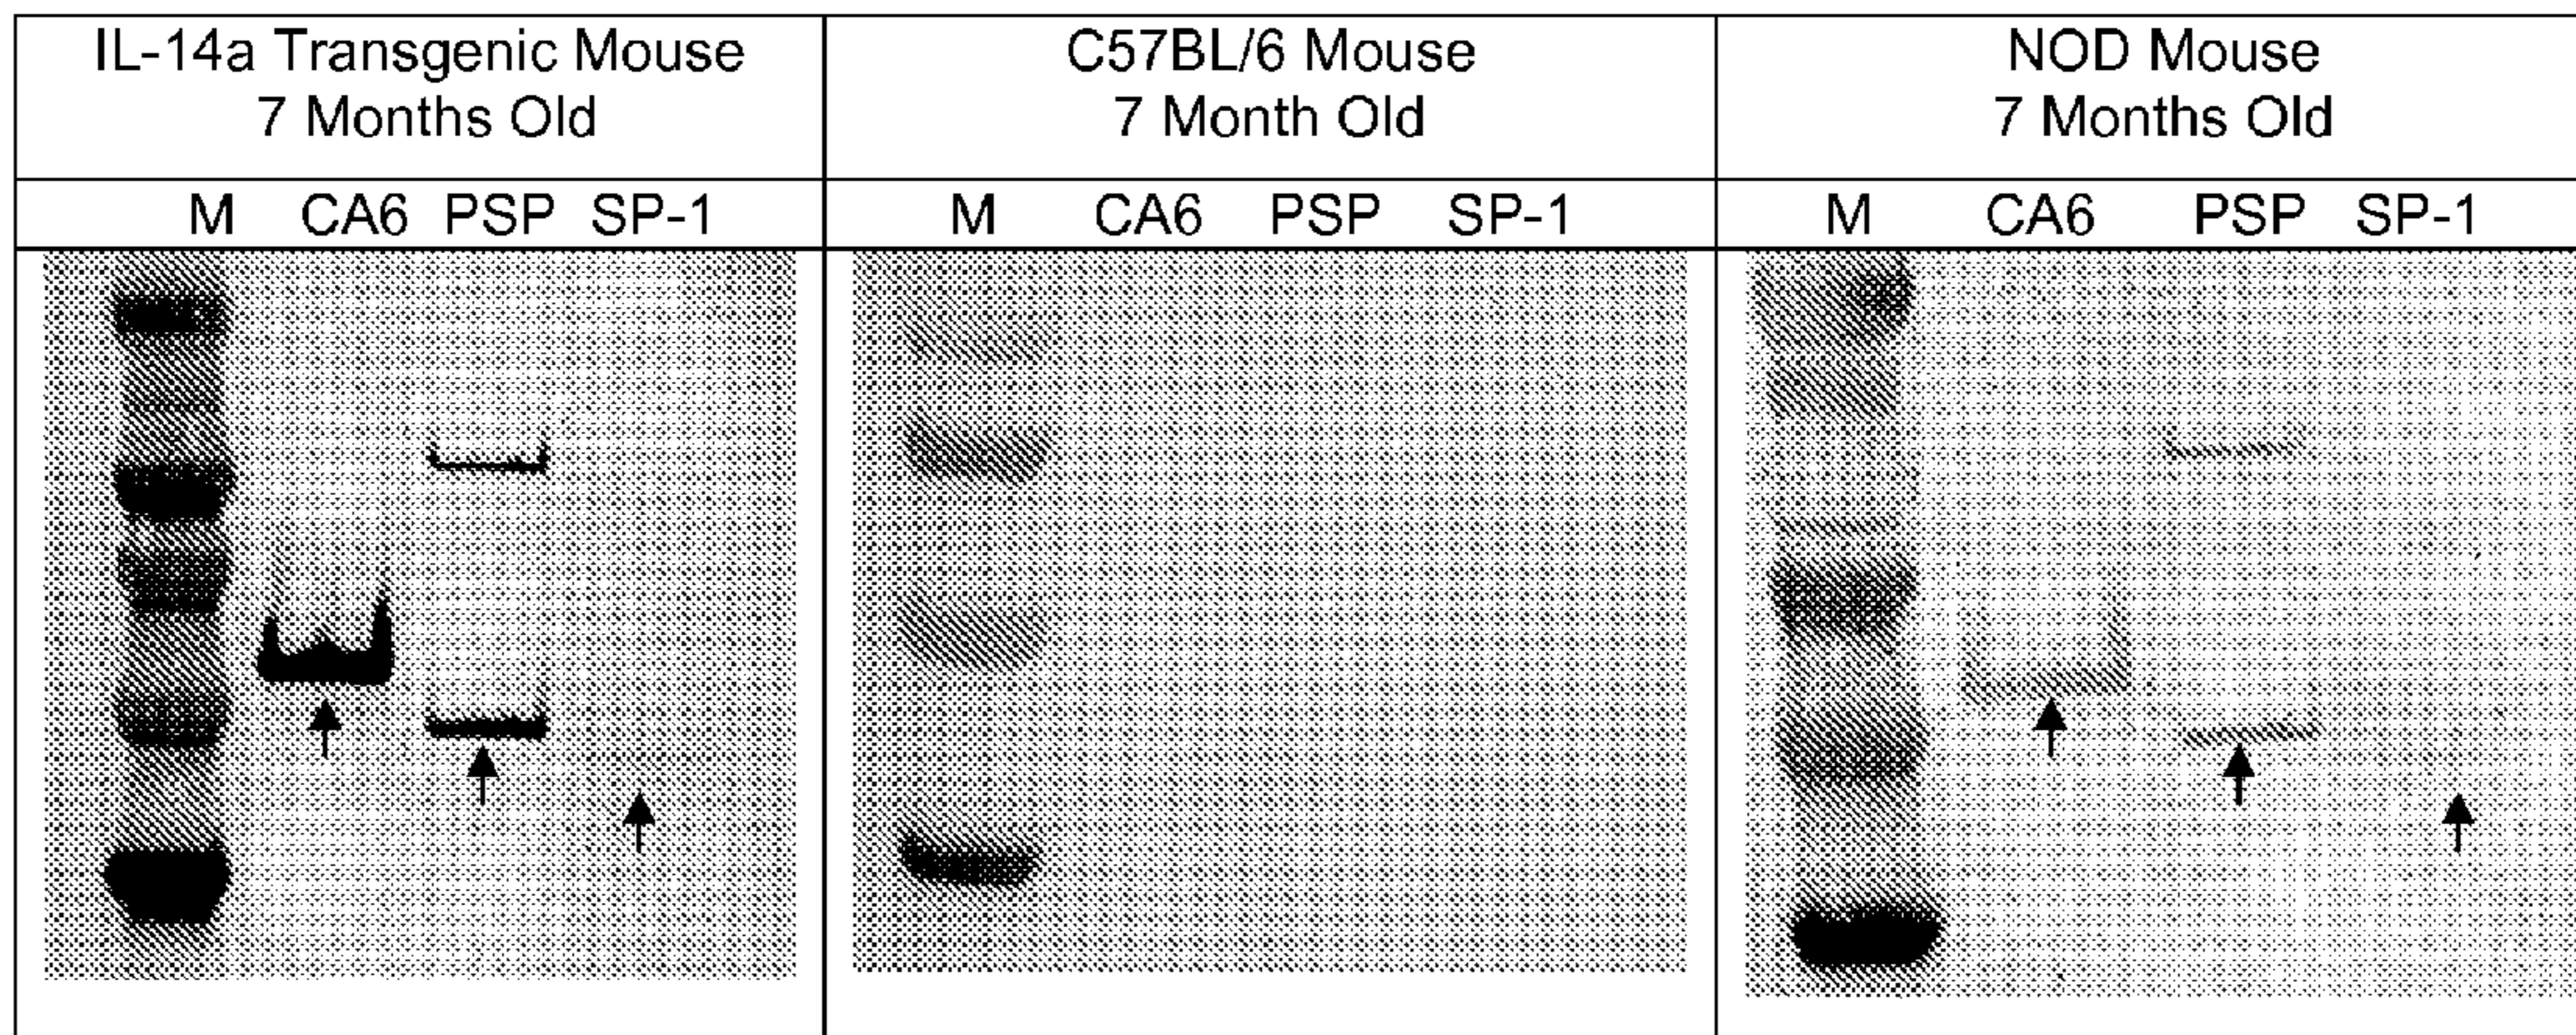 IL-14a Transgenic Mouse
7 Months Old
C57BL/6 Mouse
7 Month Old
NOD Mouse
7 Months Old
M CA6 PSP SP-1
M CA6 PSP SP-1
M CA6 PSP SP-1